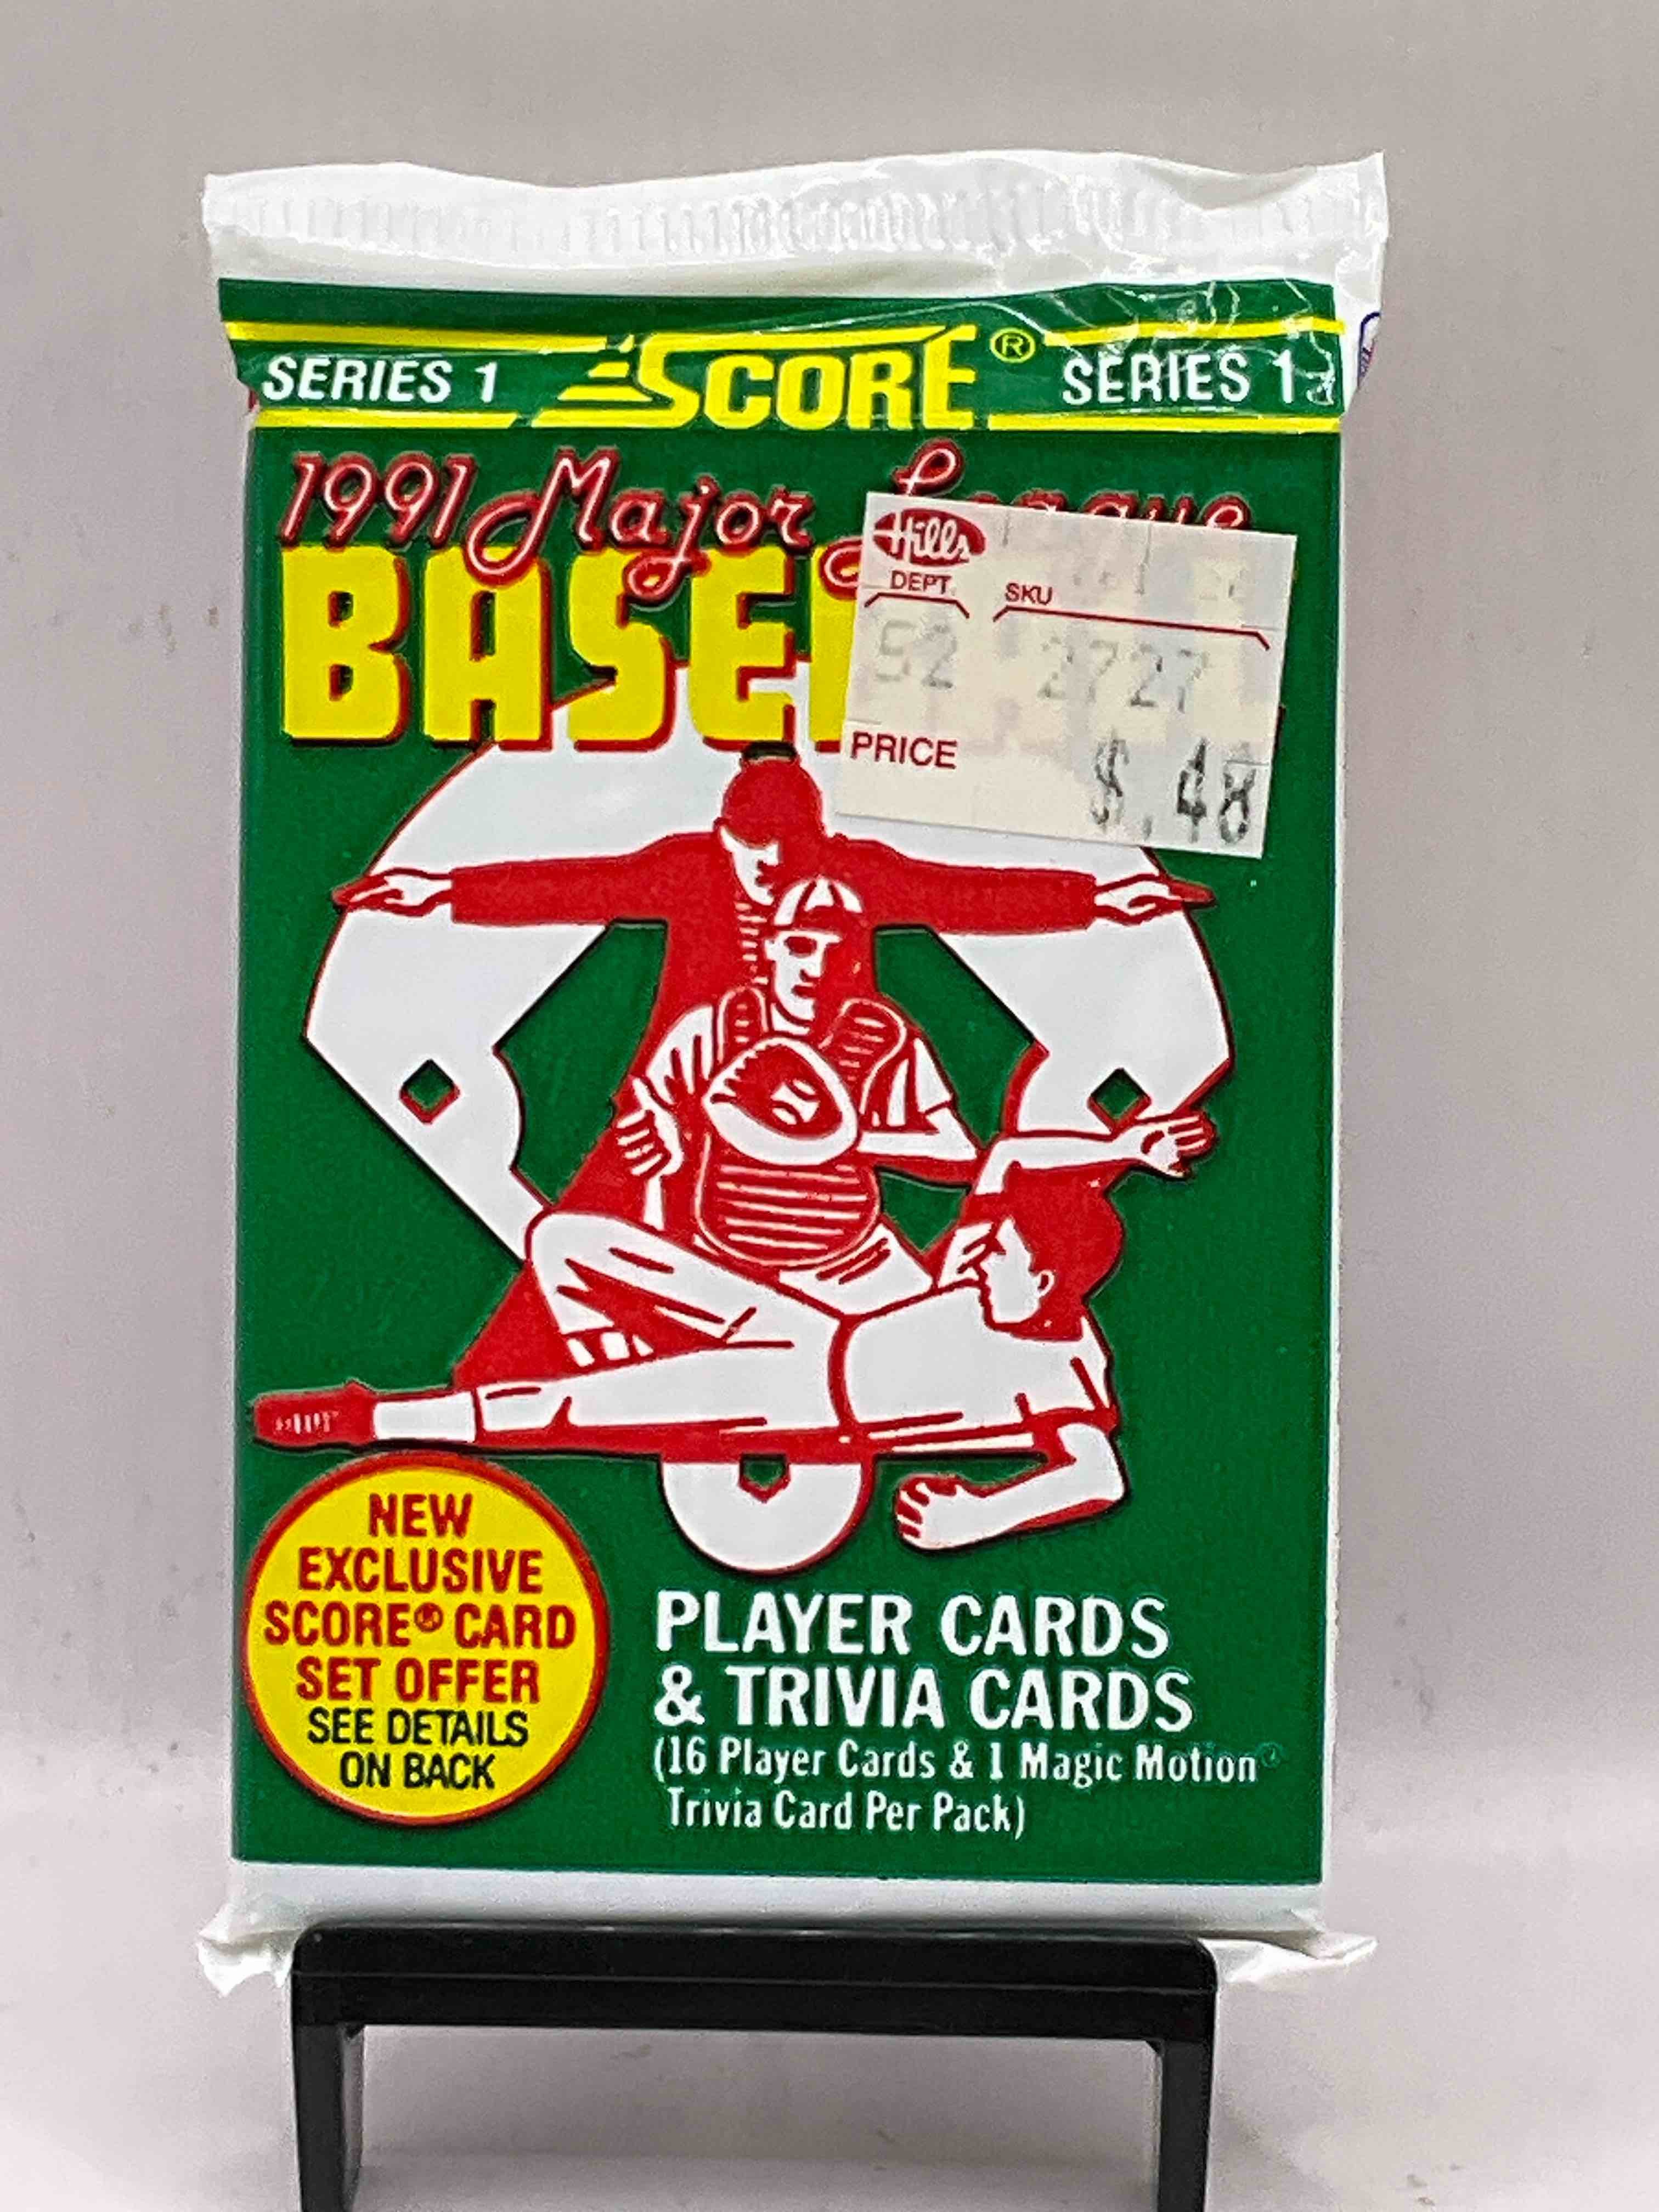 SERIES 1 SCORE® SERIES 1
1991 Major League
BASE
Hills
DEPT. SKU
52 2727
PRICE
$.48
NEW
EXCLUSIVE
SCORE® CARD
SET OFFER
SEE DETAILS
ON BACK
PLAYER CARDS
& TRIVIA CARDS
(16 Player Cards & 1 Magic Motion®
Trivia Card Per Pack)